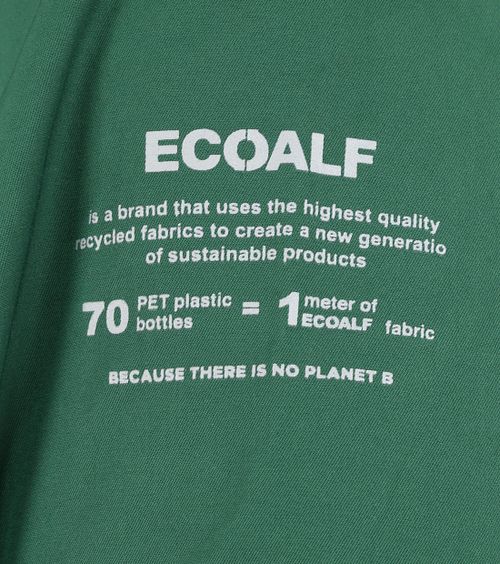 ECOALF
is a brand that uses the highest quality
recycled fabrics to create a new generatio
of sustainable products
70 PET plastic bottles = 1 meter of ECOALF fabric
BECAUSE THERE IS NO PLANET B